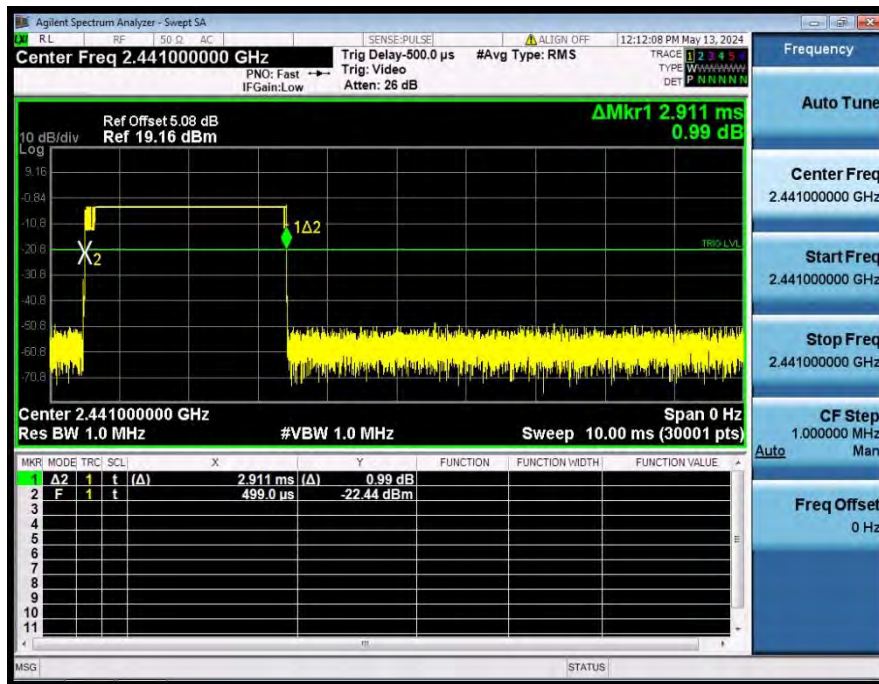 Agilent Spectrum Analyzer - Swept SA
RL RF 50 Ω AC SENSE:PULSE ALIGN OFF 12:12:08 PM May 13, 2024
Center Freq 2.441000000 GHz
PNO: Fast
IFGain:Low
Trig Delay-500.0 µs
Trig: Video
Atten: 26 dB
#Avg Type: RMS
TRACE 1 2 3 4 5 6
TYPE WWWWWW
DET P N N N N N
Frequency
Auto Tune
Center Freq
2.441000000 GHz
Start Freq
2.441000000 GHz
Stop Freq
2.441000000 GHz
CF Step
1.000000 MHz
Auto Man
Freq Offset
0 Hz
ΔMkr1 2.911 ms
0.99 dB
Ref Offset 5.08 dB
10 dB/div Ref 19.16 dBm
Log
9.16
-0.84
-10.8
-20.8
-30.8
-40.8
-50.8
-60.8
-70.8
1Δ2
2
TRIG LVL
Center 2.441000000 GHz Span 0 Hz
Res BW 1.0 MHz #VBW 1.0 MHz Sweep 10.00 ms (30001 pts)
MKR MODE TRC SCL X Y FUNCTION FUNCTION WIDTH FUNCTION VALUE
1 Δ2 1 t (Δ) 2.911 ms (Δ) 0.99 dB
2 F 1 t 499.0 µs -22.44 dBm
3
4
5
6
7
8
9
10
11
MSG STATUS